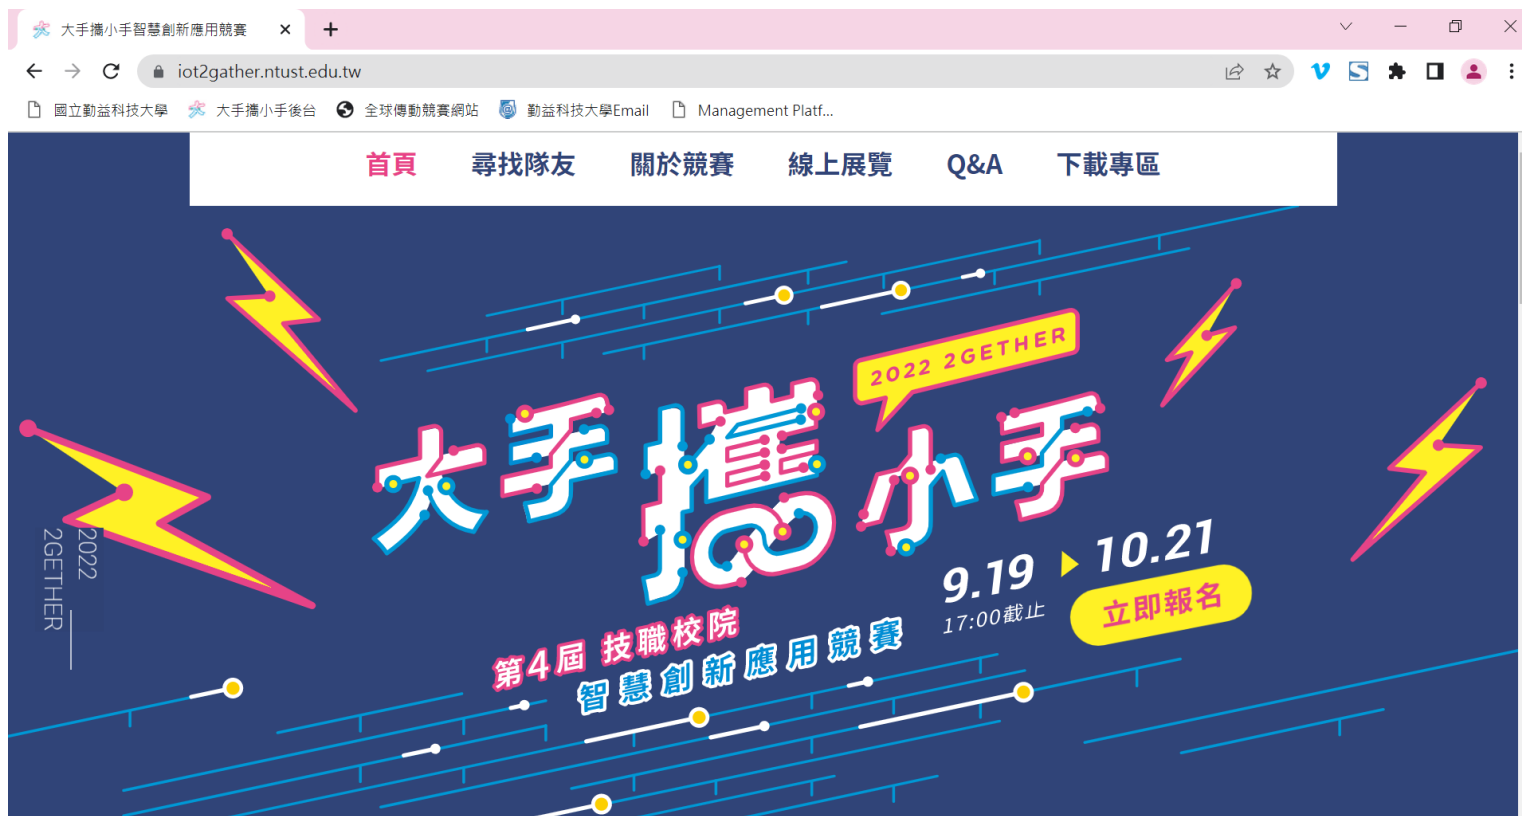 大手攜小手智慧創新應用競賽
iot2gather.ntust.edu.tw
國立勤益科技大學 大手攜小手後台 全球傳動競賽網站 勤益科技大學Email Management Platf...
首頁 尋找隊友 關於競賽 線上展覽 Q&A 下載專區
2022 2GETHER
大手攜小手
9.19 10.21
17:00截止
立即報名
第4屆 技職校院
智慧創新應用競賽
2022
2GETHER